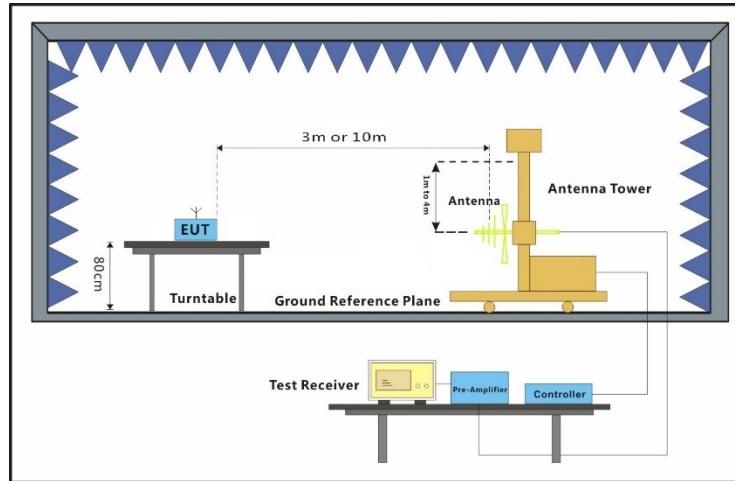 3m or 10m
1m to 4m
Antenna
Antenna Tower
EUT
80cm
Turntable
Ground Reference Plane
Test Receiver
Pre-Amplifier
Controller